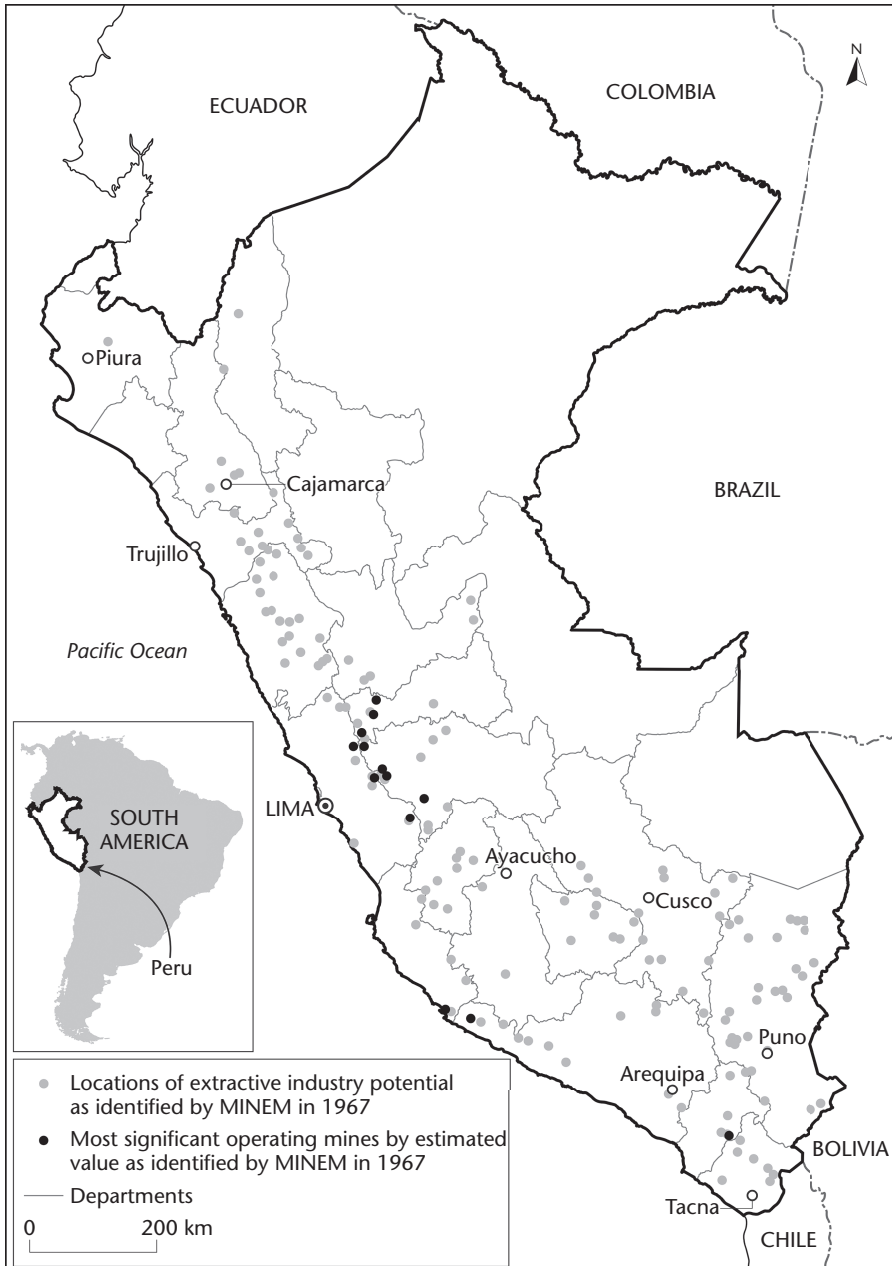 N
ECUADOR
COLOMBIA
Piura
Cajamarca
BRAZIL
Trujillo
Pacific Ocean
LIMA
Ayacucho
Cusco
SOUTH
AMERICA
Peru
Puno
Arequipa
BOLIVIA
Tacna
CHILE
Locations of extractive industry potential
as identified by MINEM in 1967
Most significant operating mines by estimated
value as identified by MINEM in 1967
Departments
0 200 km